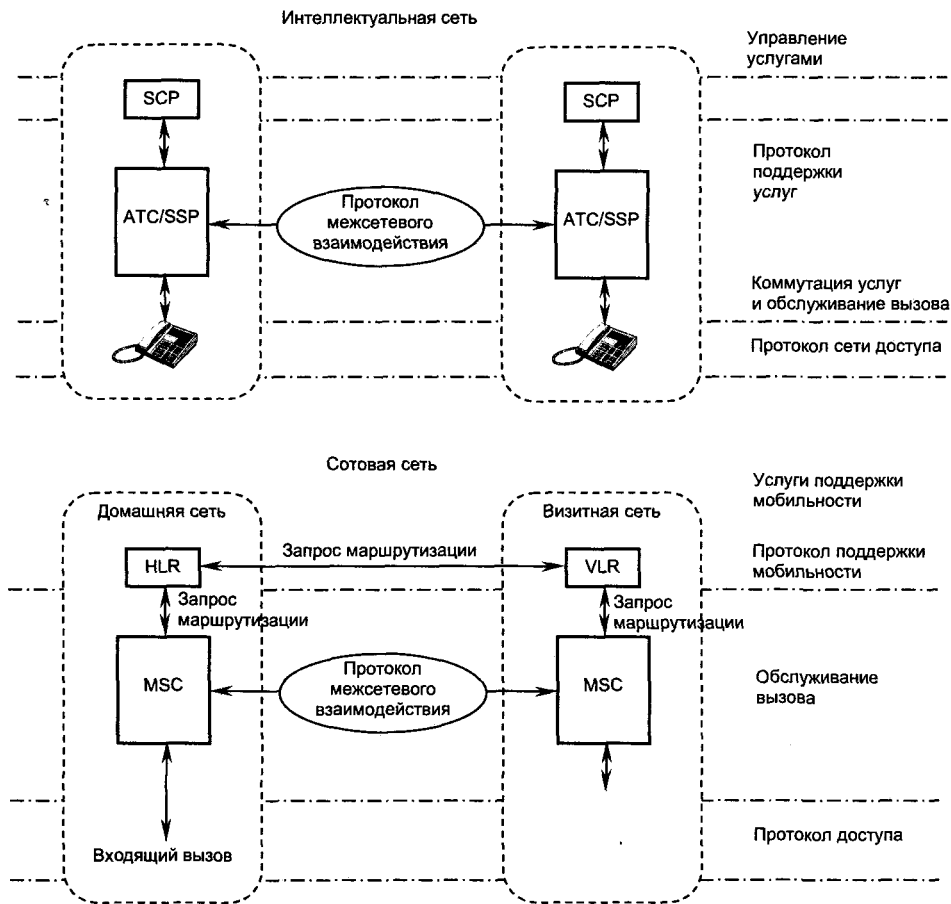 Интеллектуальная сеть
Управление
услугами
SCP
SCP
Протокол
поддержки
услуг
АТС/SSP
Протокол
межсетевого
взаимодействия
АТС/SSP
Коммутация услуг
и обслуживание вызова
Протокол сети доступа
Сотовая сеть
Услуги поддержки
мобильности
Домашняя сеть
Визитная сеть
Запрос маршрутизации
Протокол поддержки
мобильности
HLR
VLR
Запрос
маршрутизации
Запрос
маршрутизации
MSC
Протокол
межсетевого
взаимодействия
MSC
Обслуживание
вызова
Протокол доступа
Входящий вызов